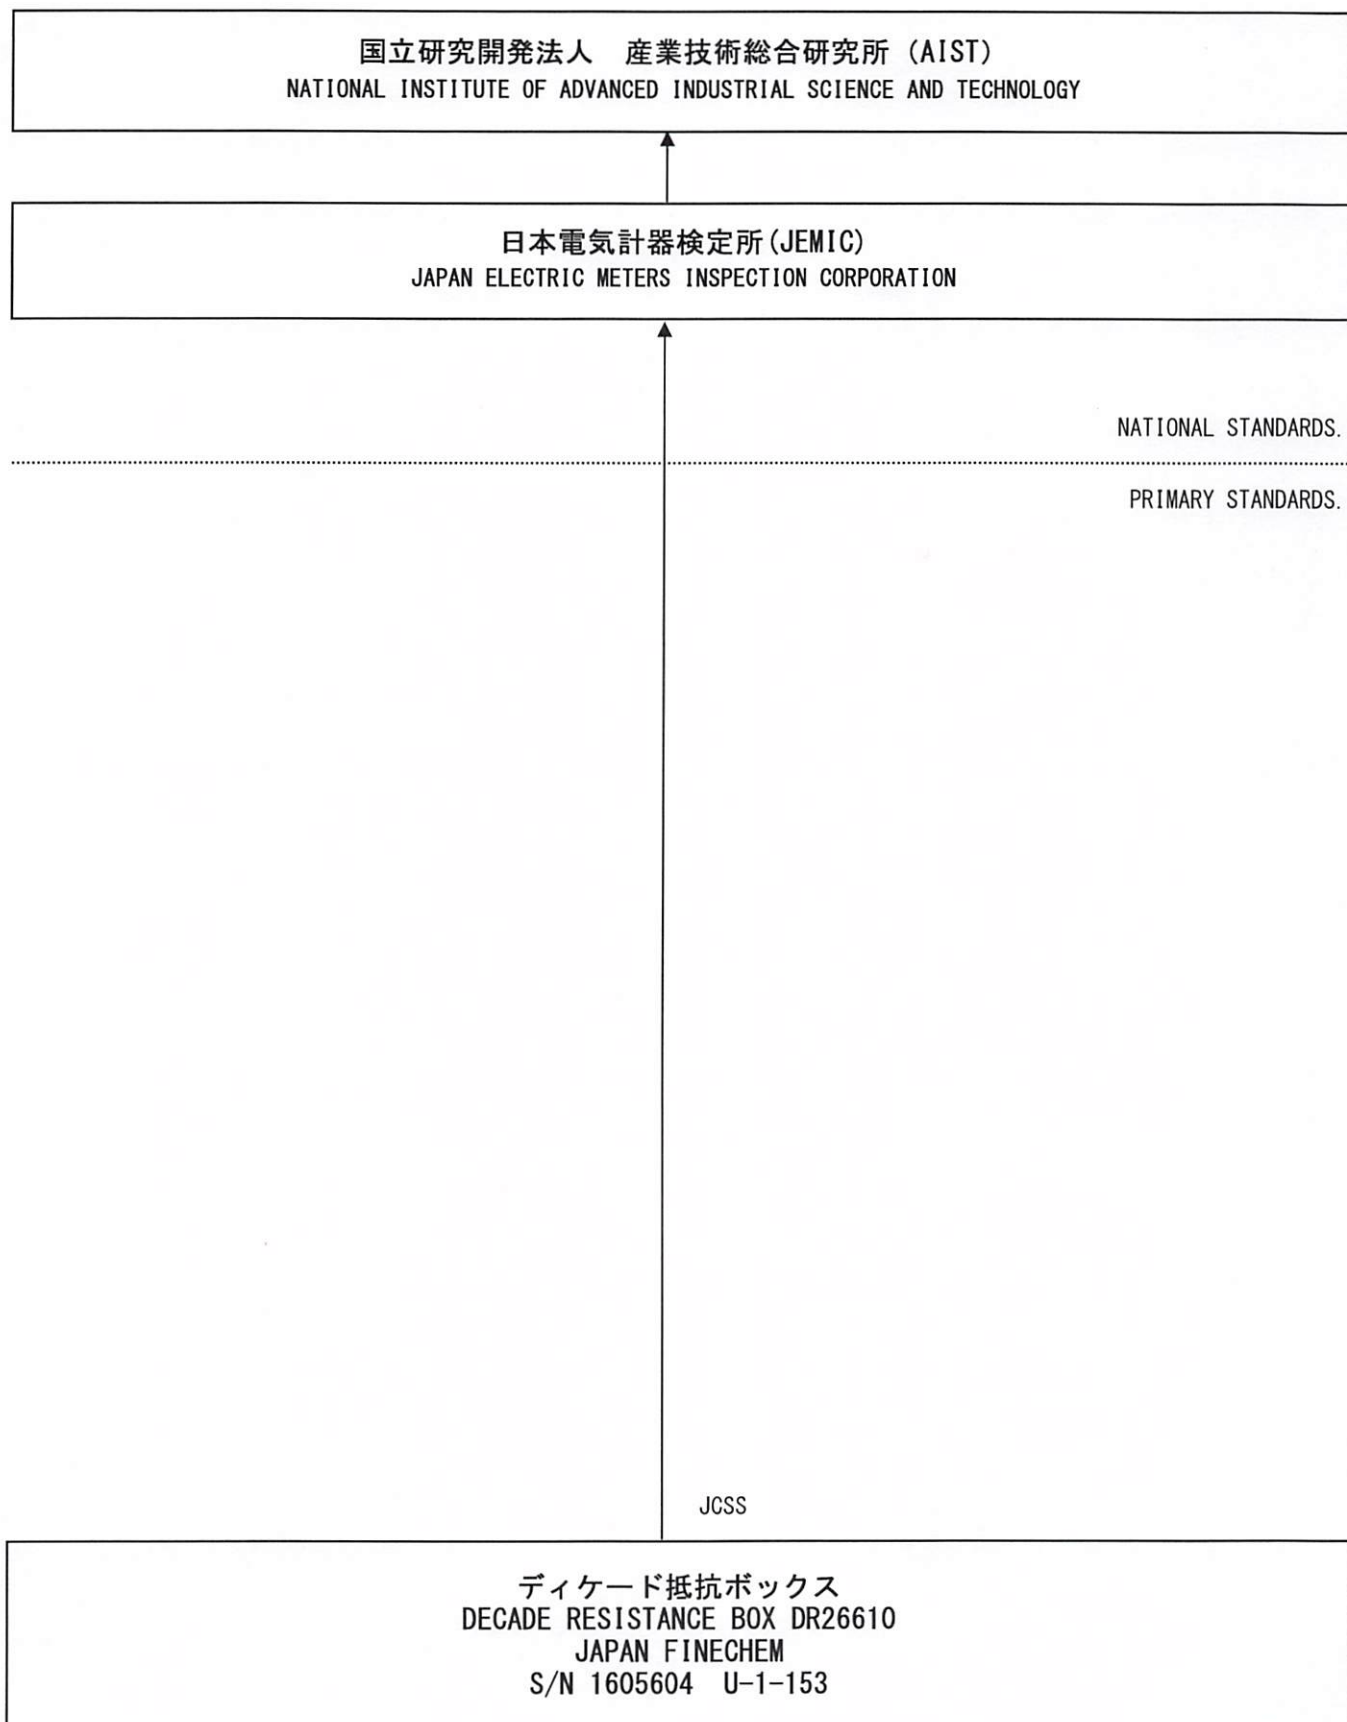 国立研究開発法人　産業技術総合研究所 (AIST)
NATIONAL INSTITUTE OF ADVANCED INDUSTRIAL SCIENCE AND TECHNOLOGY
日本電気計器検定所(JEMIC)
JAPAN ELECTRIC METERS INSPECTION CORPORATION
NATIONAL STANDARDS.
PRIMARY STANDARDS.
JCSS
ディケード抵抗ボックス
DECADE RESISTANCE BOX DR26610
JAPAN FINECHEM
S/N 1605604　U-1-153